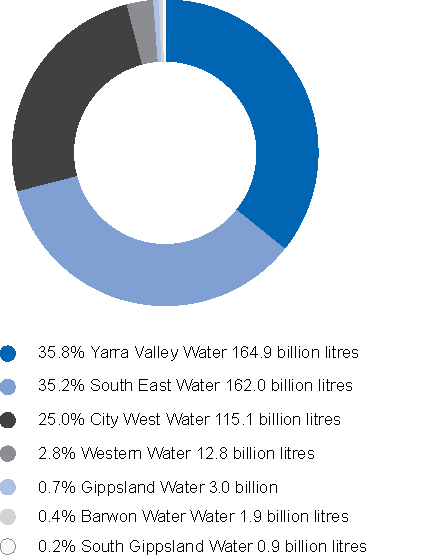 35.8% Yarra Valley Water 164.9 billion litres
35.2% South East Water 162.0 billion litres
25.0% City West Water 115.1 billion litres
2.8% Western Water 12.8 billion litres
0.7% Gippsland Water 3.0 billion
0.4% Barwon Water Water 1.9 billion litres
0.2% South Gippsland Water 0.9 billion litres